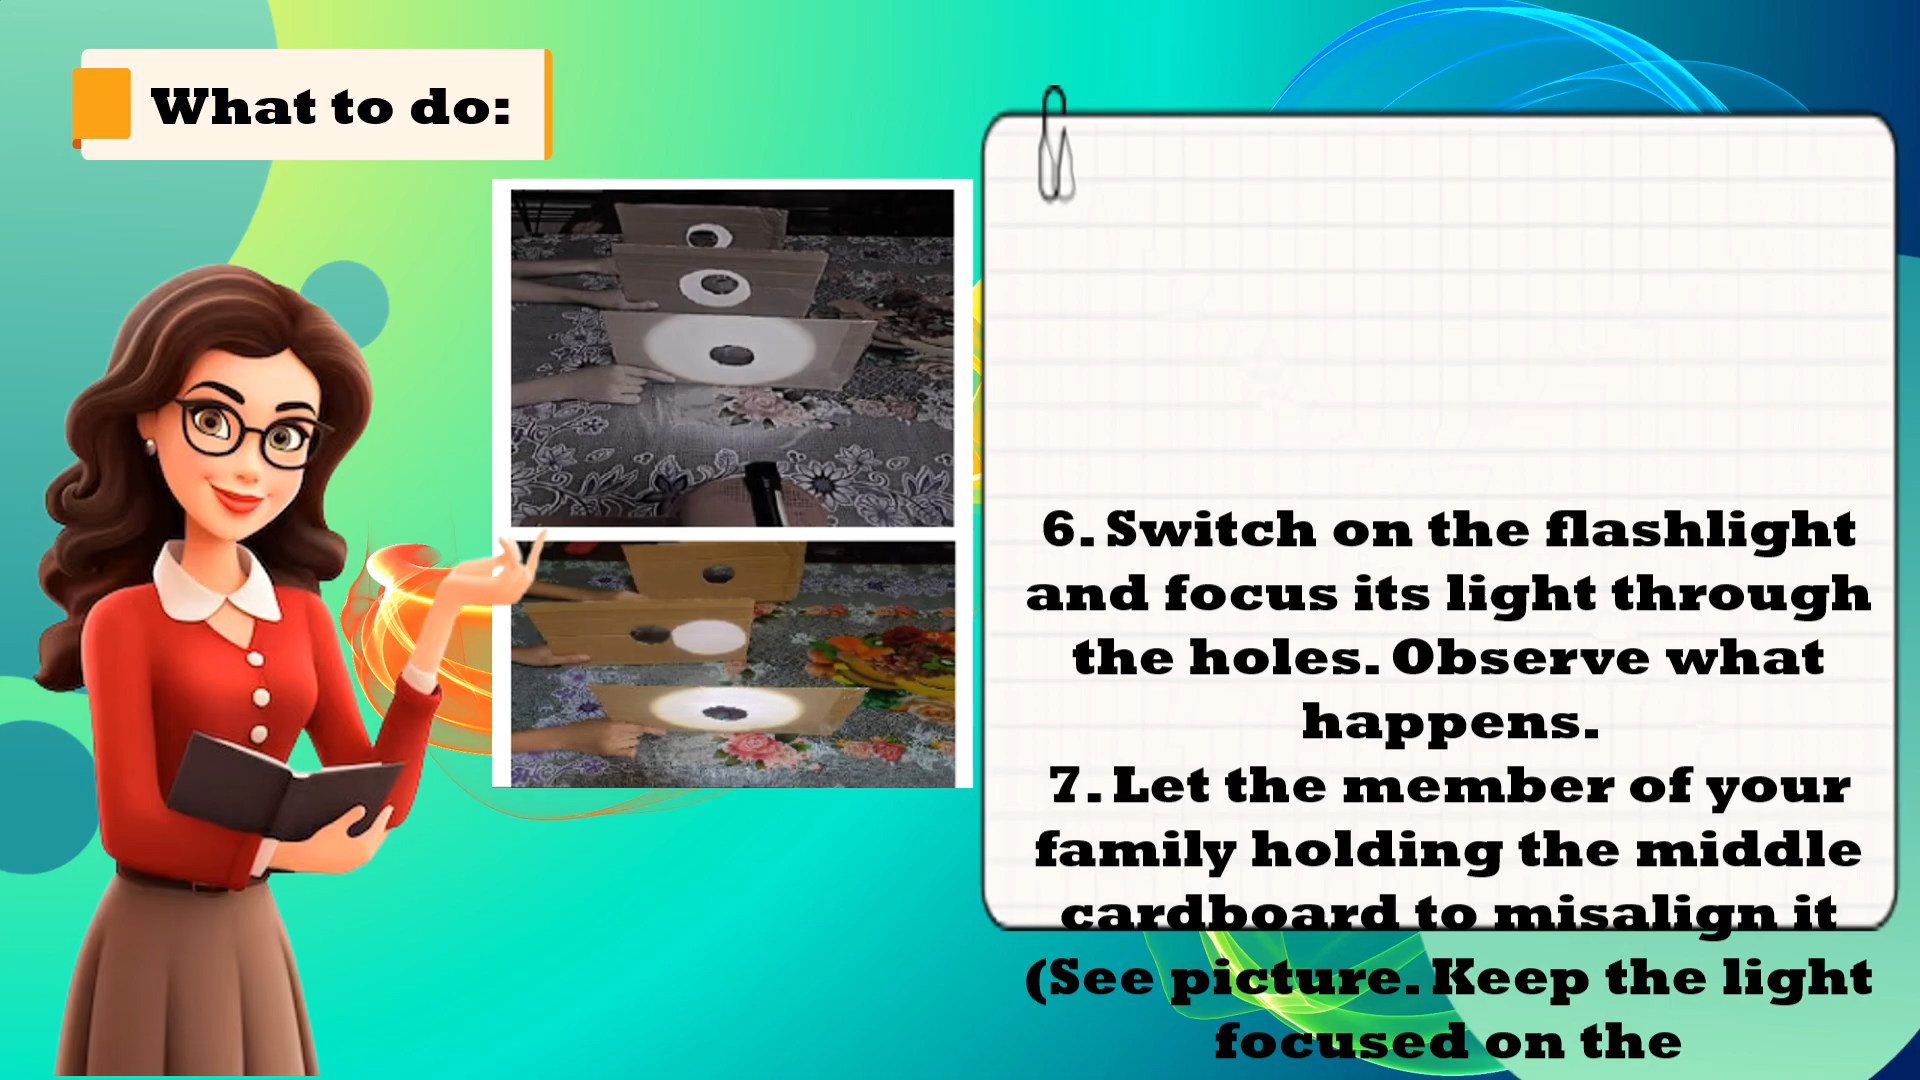 What to do:
6. Switch on the flashlight
and focus its light through
the holes. Observe what
happens.
7. Let the member of your
family holding the middle
cardboard to misalign it
(See picture. Keep the light
focused on the